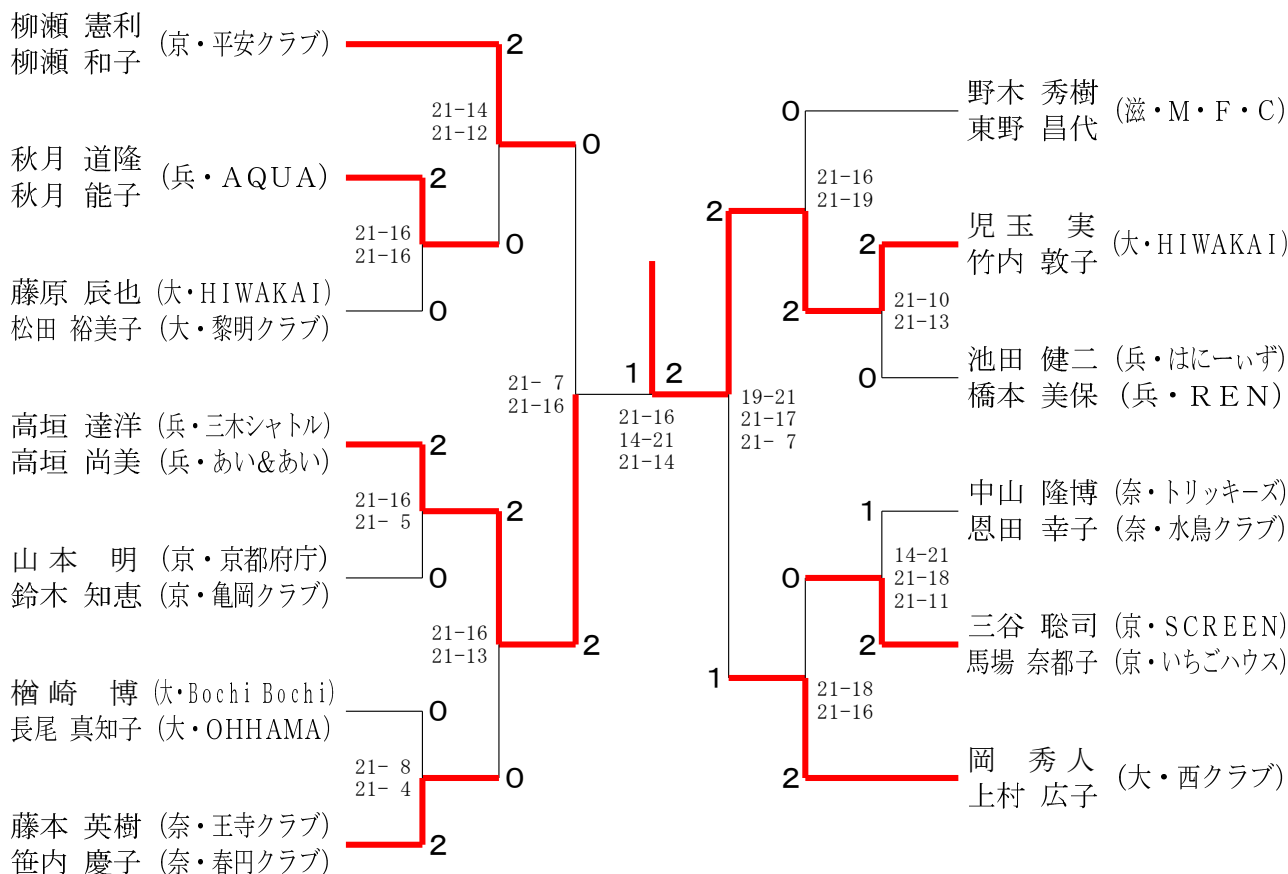 柳瀬 憲利 (京・平安クラブ)
柳瀬 和子
2
21-14
21-12
0
秋月 道隆 (兵・AQUA)
秋月 能子
2
21-16
21-16
0
藤原 辰也 (大・HIWAKAI)
松田 裕美子 (大・黎明クラブ)
0
21- 7
21-16
高垣 達洋 (兵・三木シャトル)
高垣 尚美 (兵・あい&あい)
2
21-16
21- 5
2
山本 明 (京・京都府庁)
鈴木 知恵 (京・亀岡クラブ)
0
21-16
21-13
2
楢崎 博 (大・Bochi Bochi)
長尾 真知子 (大・OHHAMA)
0
21- 8
21- 4
0
藤本 英樹 (奈・王寺クラブ)
笹内 慶子 (奈・春円クラブ)
2
1 2
21-16
14-21
21-14
0
野木 秀樹 (滋・M・F・C)
東野 昌代
21-16
21-19
2
2
児玉 実 (大・HIWAKAI)
竹内 敦子
21-10
21-13
2
0
池田 健二 (兵・はにーぃず)
橋本 美保 (兵・REN)
19-21
21-17
21- 7
1
中山 隆博 (奈・トリッキーズ)
恩田 幸子 (奈・水鳥クラブ)
14-21
21-18
21-11
0
2
三谷 聡司 (京・SCREEN)
馬場 奈都子 (京・いちごハウス)
1
21-18
21-16
2
岡 秀人 (大・西クラブ)
上村 広子